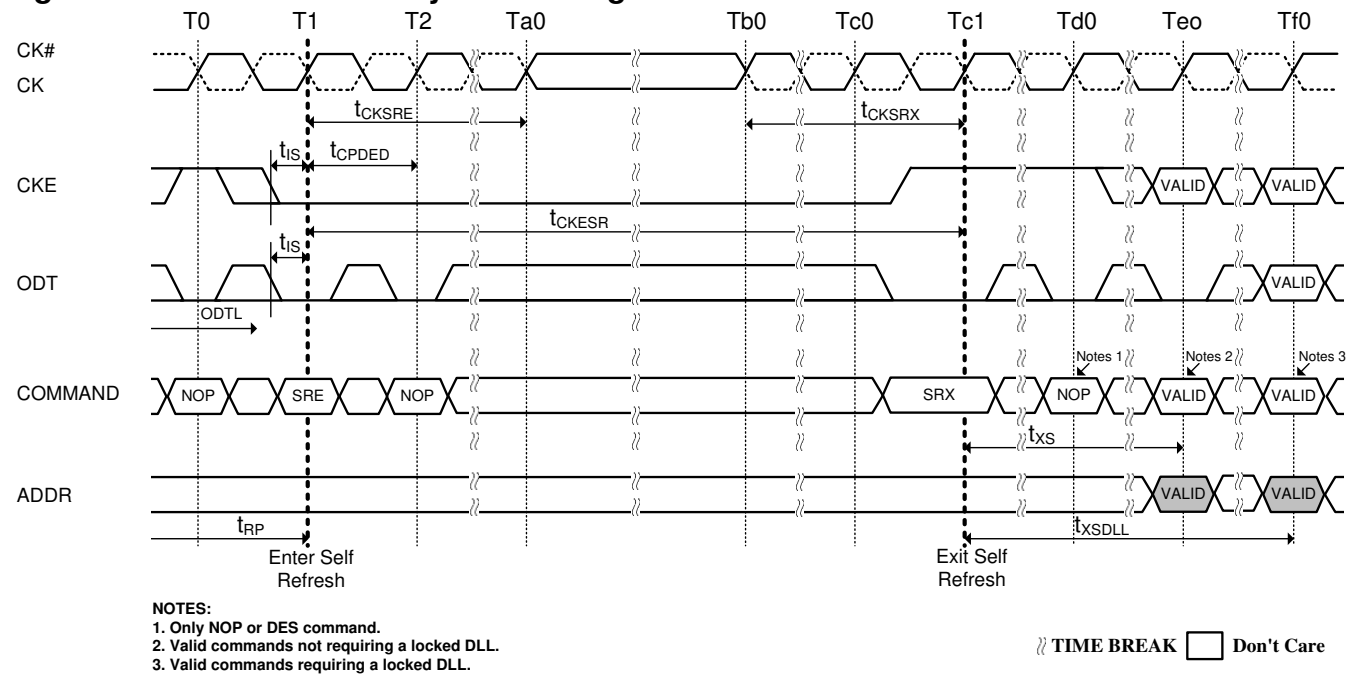 T0 T1 T2 Ta0 Tb0 Tc0 Tc1 Td0 Teo Tf0
CK#
CK
tCKSRE
tCKSRX
tIS
tCPDED
CKE
VALID
VALID
tCKESR
tIS
ODT
VALID
ODTL
Notes 1
Notes 2
Notes 3
COMMAND
NOP
SRE
NOP
SRX
NOP
VALID
VALID
tXS
ADDR
VALID
VALID
tRP
tXSDLL
Enter Self
Refresh
Exit Self
Refresh
NOTES:
1. Only NOP or DES command.
2. Valid commands not requiring a locked DLL.
3. Valid commands requiring a locked DLL.
TIME BREAK
Don't Care